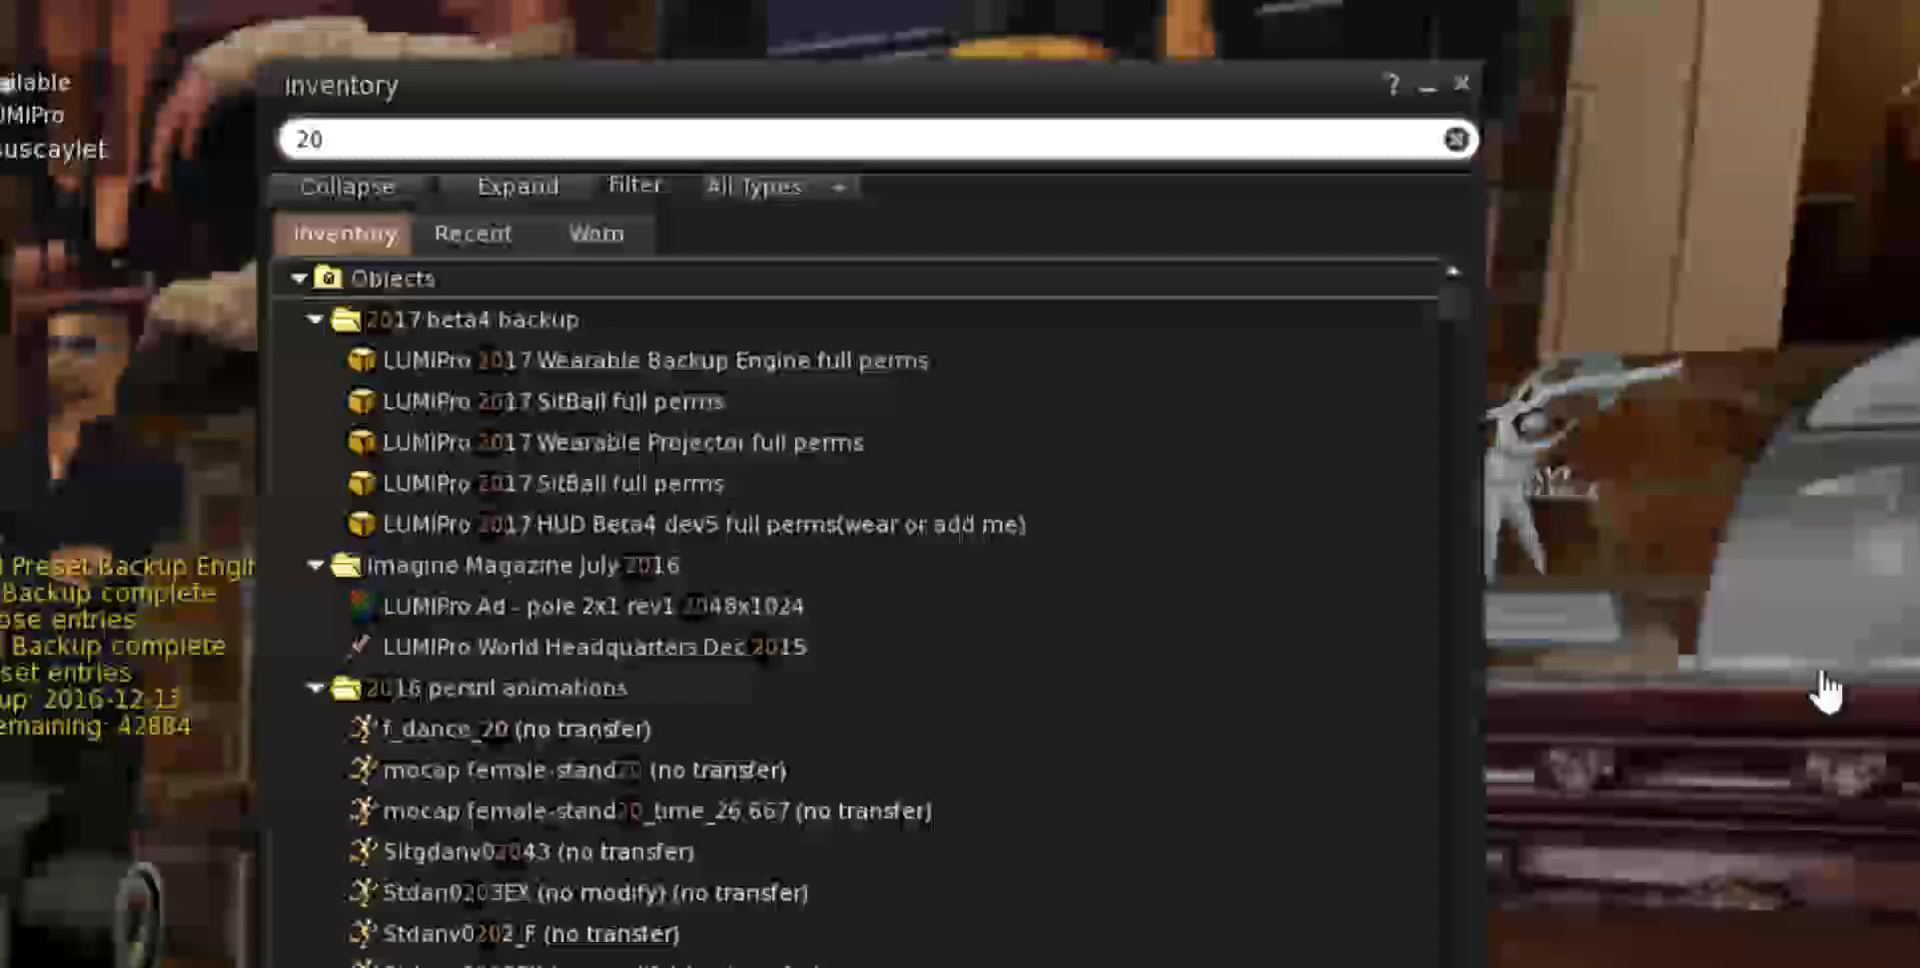 ailable
UMIPro
uscaylet
Inventory
? _ ×
20
Collapse Expand Filter All Types
Inventory Recent Worn
Objects
2017 beta4 backup
LUMIPro 2017 Wearable Backup Engine full perms
LUMIPro 2017 SitBall full perms
LUMIPro 2017 Wearable Projector full perms
LUMIPro 2017 SitBall full perms
LUMIPro 2017 HUD Beta4 dev5 full perms(wear or add me)
Imagine Magazine July 2016
LUMIPro Ad - pole 2x1 rev1 2048x1024
LUMIPro World Headquarters Dec 2015
2016 persnl animations
f_dance_20 (no transfer)
mocap female-stand20 (no transfer)
mocap female-stand20_time_26.667 (no transfer)
Sitgdanv02043 (no transfer)
Stdan0203EX (no modify) (no transfer)
Stdanv0202_F (no transfer)
l Preset Backup Engin
Backup complete
ose entries
Backup complete
set entries
up: 2016-12-13
emaining: 42884